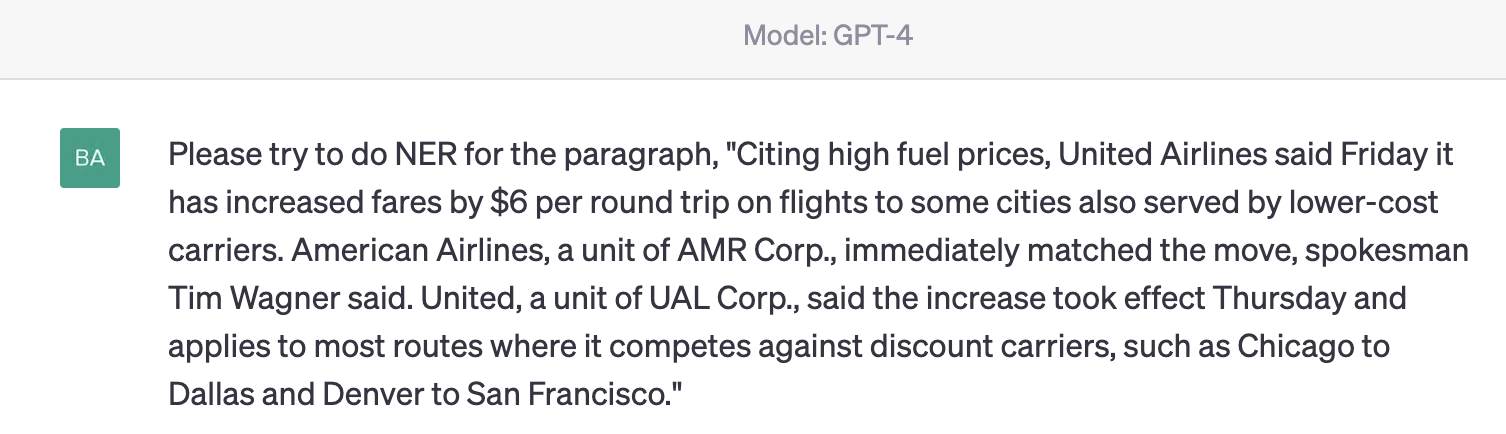 Model: GPT-4
BA
Please try to do NER for the paragraph, "Citing high fuel prices, United Airlines said Friday it
has increased fares by $6 per round trip on flights to some cities also served by lower-cost
carriers. American Airlines, a unit of AMR Corp., immediately matched the move, spokesman
Tim Wagner said. United, a unit of UAL Corp., said the increase took effect Thursday and
applies to most routes where it competes against discount carriers, such as Chicago to
Dallas and Denver to San Francisco."